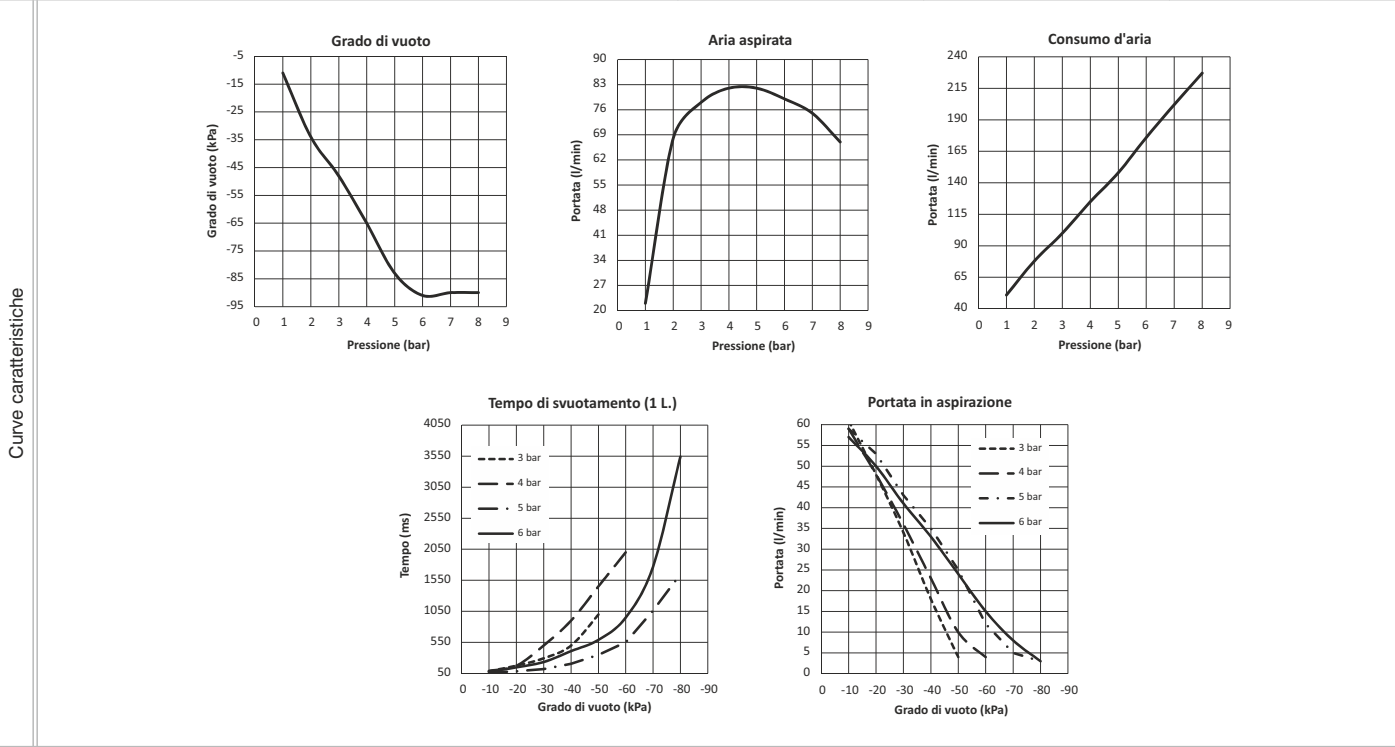 Curve caratteristiche
Grado di vuoto
Grado di vuoto (kPa)
-5
-15
-25
-35
-45
-55
-65
-75
-85
-95
0 1 2 3 4 5 6 7 8 9
Pressione (bar)
Aria aspirata
Portata (l/min)
90
83
76
69
62
55
48
41
34
27
20
0 1 2 3 4 5 6 7 8 9
Pressione (bar)
Consumo d'aria
Portata (l/min)
240
215
190
165
140
115
90
65
40
0 1 2 3 4 5 6 7 8 9
Pressione (bar)
Tempo di svuotamento (1 L.)
Tempo (ms)
4050
3550
3050
2550
2050
1550
1050
550
50
3 bar
4 bar
5 bar
6 bar
0 -10 -20 -30 -40 -50 -60 -70 -80 -90
Grado di vuoto (kPa)
Portata in aspirazione
Portata (l/min)
60
55
50
45
40
35
30
25
20
15
10
5
0
3 bar
4 bar
5 bar
6 bar
0 -10 -20 -30 -40 -50 -60 -70 -80 -90
Grado di vuoto (kPa)